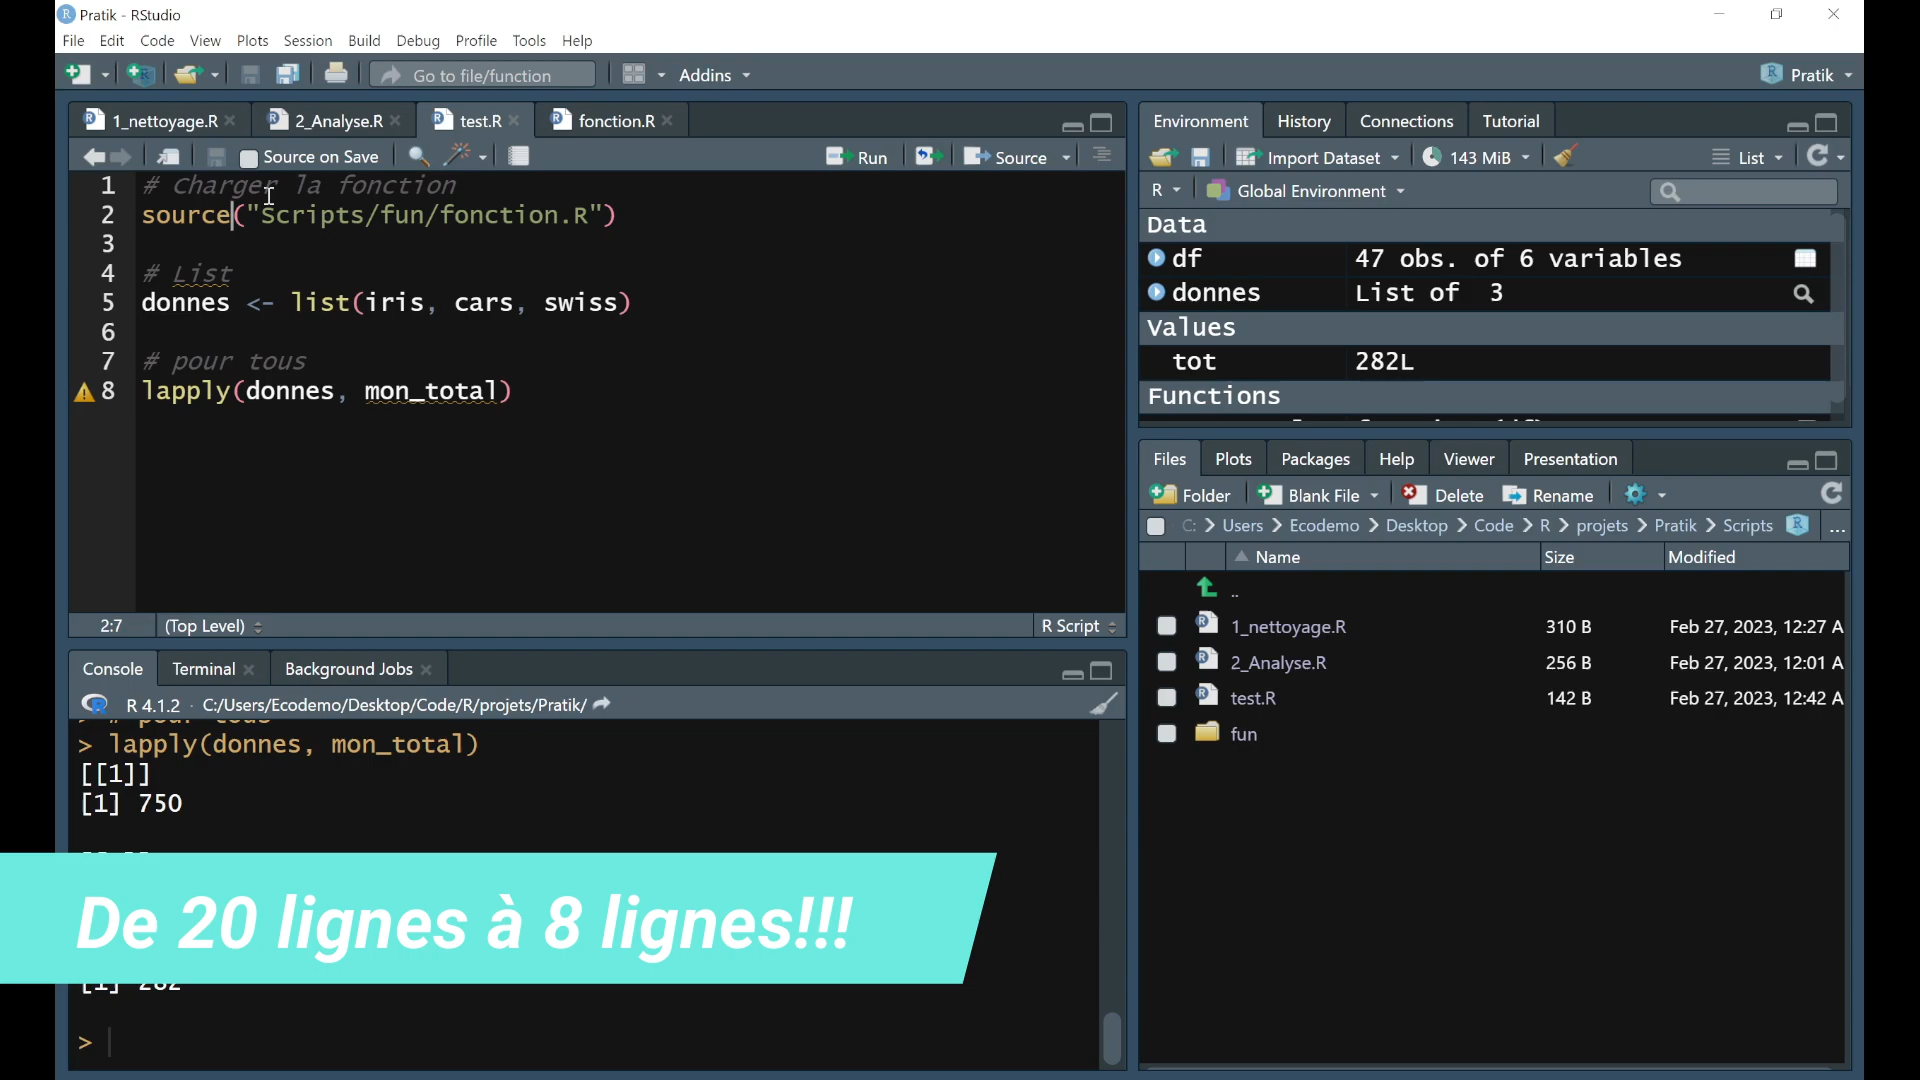 Pratik - RStudio
File Edit Code View Plots Session Build Debug Profile Tools Help
Go to file/function
Addins
Pratik
1_nettoyage.R
2_Analyse.R
test.R
fonction.R
Source on Save
Run
Source
1 # Charger la fonction
2 source("Scripts/fun/fonction.R")
3
4 # List
5 donnes <- list(iris, cars, swiss)
6
7 # pour tous
8 lapply(donnes, mon_total)
2:7 (Top Level) R Script
Console Terminal Background Jobs
R 4.1.2 · C:/Users/Ecodemo/Desktop/Code/R/projets/Pratik/
> # pour tous
> lapply(donnes, mon_total)
[[1]]
[1] 750
De 20 lignes à 8 lignes!!!
[1] 282
>
Environment History Connections Tutorial
Import Dataset 143 MiB List
R Global Environment
Data
df 47 obs. of 6 variables
donnes List of 3
Values
tot 282L
Functions
Files Plots Packages Help Viewer Presentation
Folder Blank File Delete Rename
C: Users Ecodemo Desktop Code R projets Pratik Scripts ...
Name Size Modified
..
1_nettoyage.R 310 B Feb 27, 2023, 12:27 A
2_Analyse.R 256 B Feb 27, 2023, 12:01 A
test.R 142 B Feb 27, 2023, 12:42 A
fun